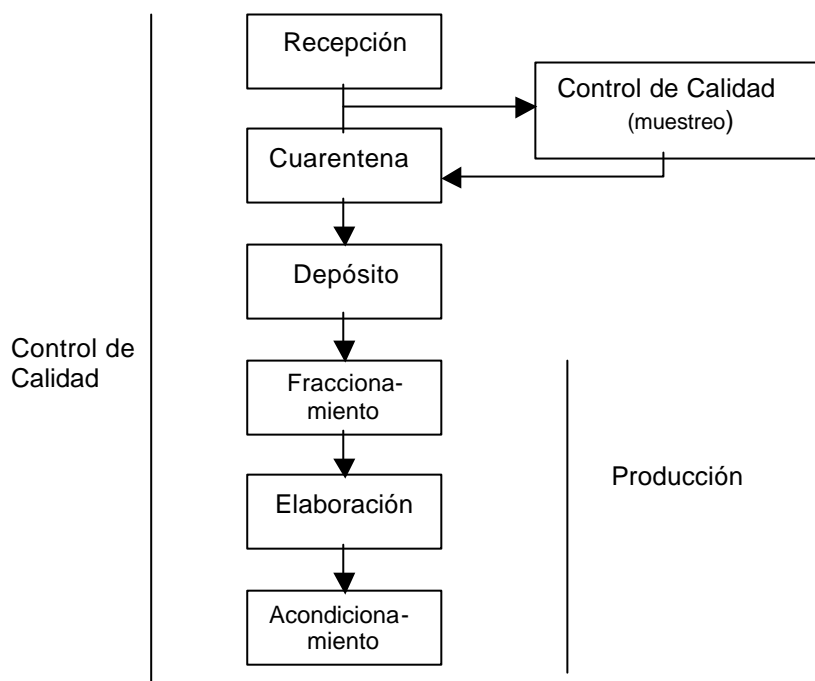 Recepción
Control de Calidad
(muestreo)
Cuarentena
Depósito
Control de
Calidad
Fracciona-
miento
Producción
Elaboración
Acondiciona-
miento